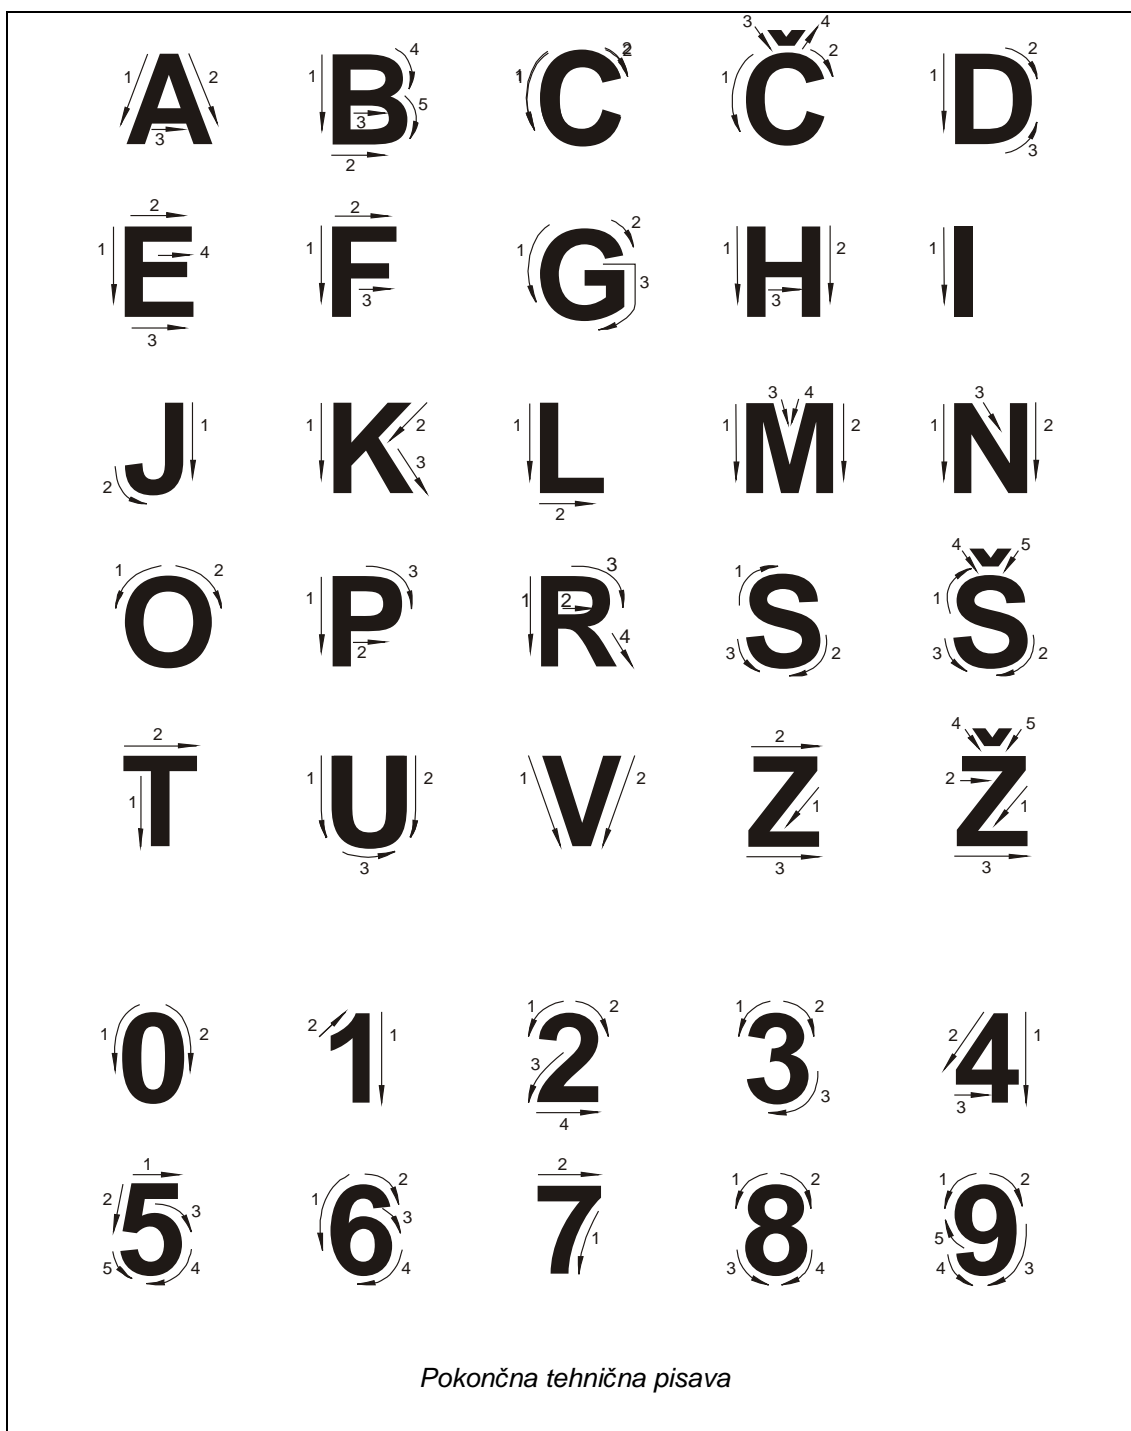 A B C Č D
E F G H I
J K L M N
O P R S Š
T U V Z Ž
0 1 2 3 4
5 6 7 8 9
Pokončna tehnična pisava